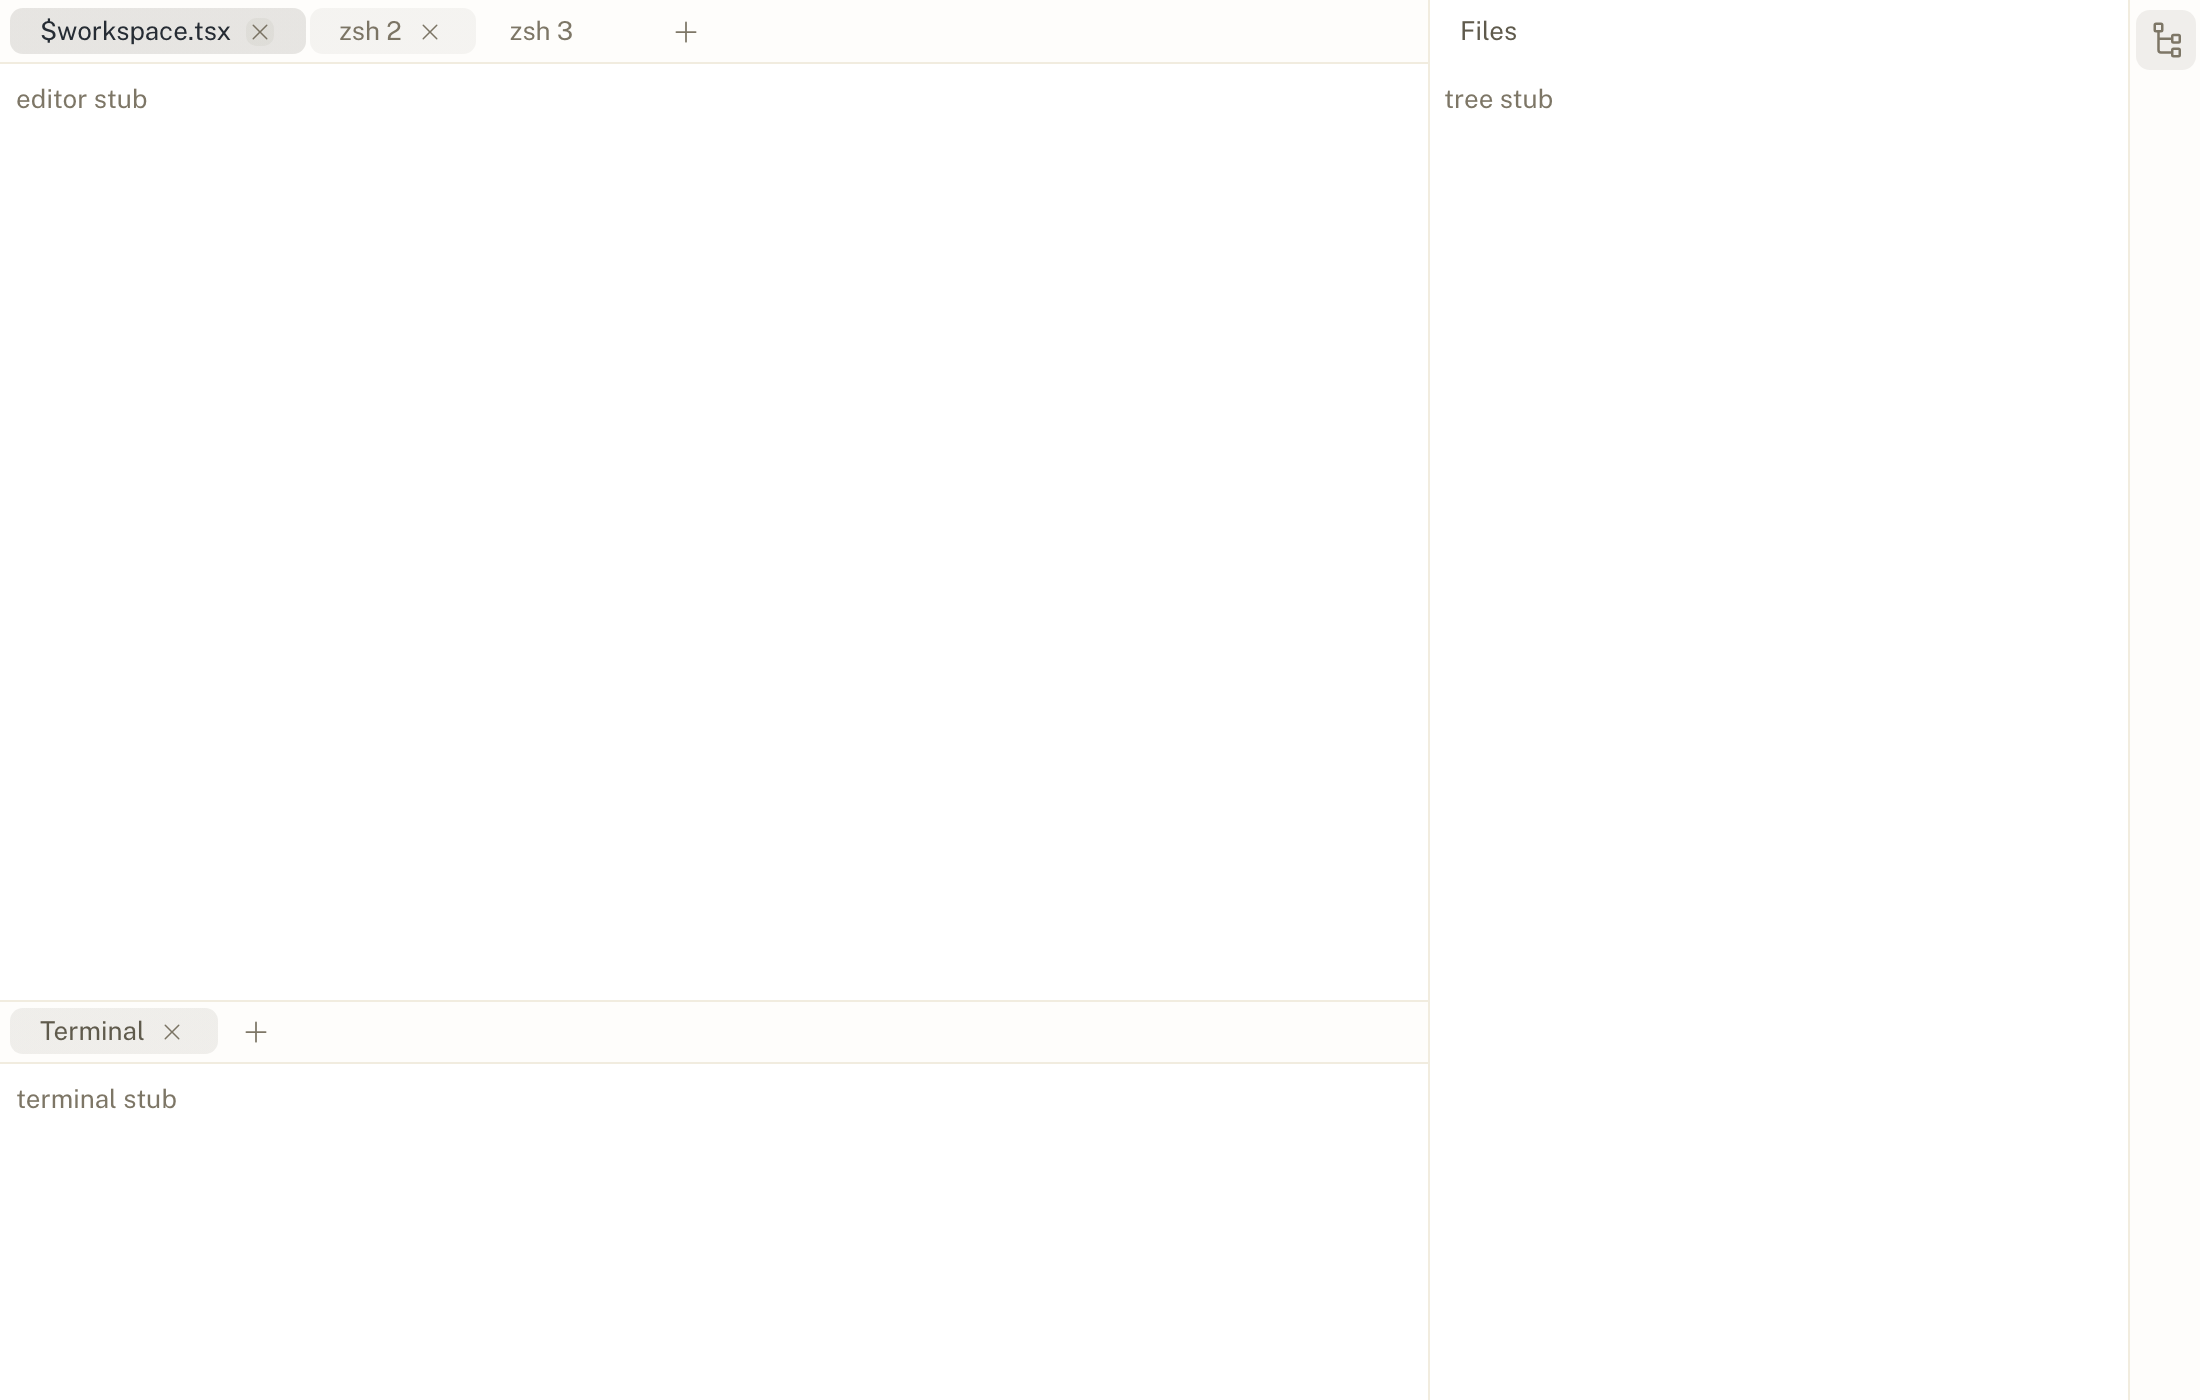 $workspace.tsx
zsh 2
zsh 3
Files
editor stub
tree stub
Terminal
terminal stub